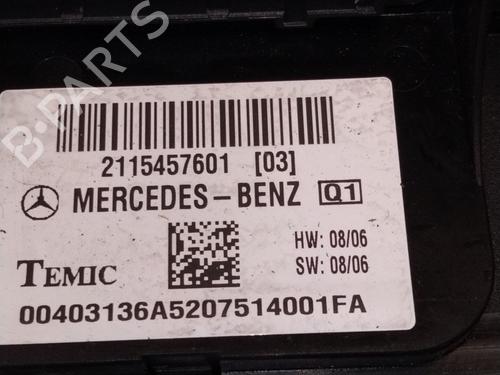 B-PARTS
2115457601 [03]
MERCEDES-BENZ Q1
HW: 08/06
TEMIC SW: 08/06
00403136A5207514001FA